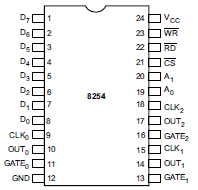 D7 1 24 VCC
D6 2 23 WR
D5 3 22 RD
D4 4 21 CS
D3 5 20 A1
D2 6 8254 19 A0
D1 7 18 CLK2
D0 8 17 OUT2
CLK0 9 16 GATE2
OUT0 10 15 CLK1
GATE0 11 14 OUT1
GND 12 13 GATE1